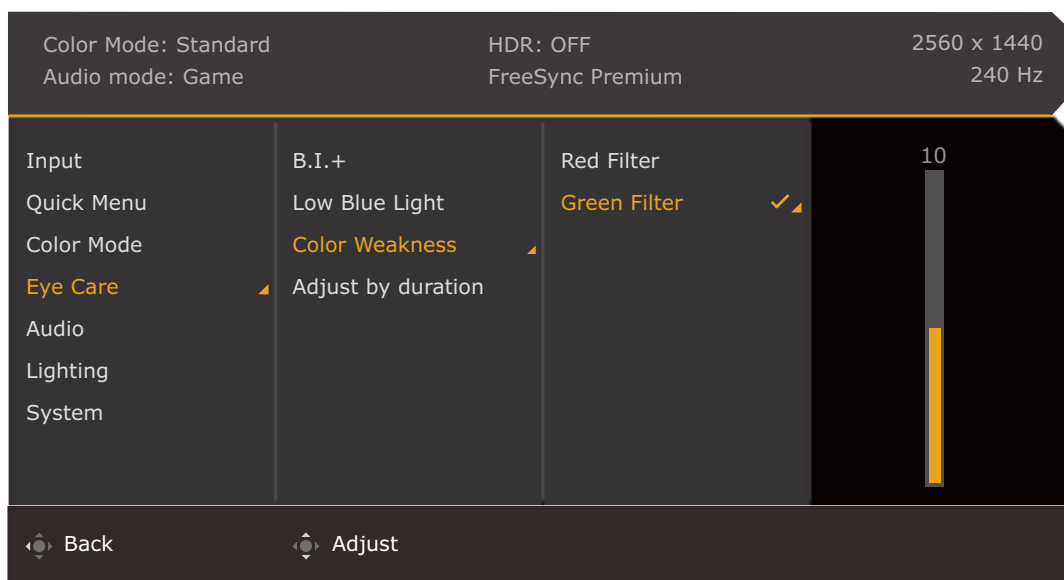 Color Mode: Standard
HDR: OFF
2560 x 1440
Audio mode: Game
FreeSync Premium
240 Hz
Input
Quick Menu
Color Mode
Eye Care
Audio
Lighting
System
B.I.+
Low Blue Light
Color Weakness
Adjust by duration
Red Filter
Green Filter
10
Back
Adjust